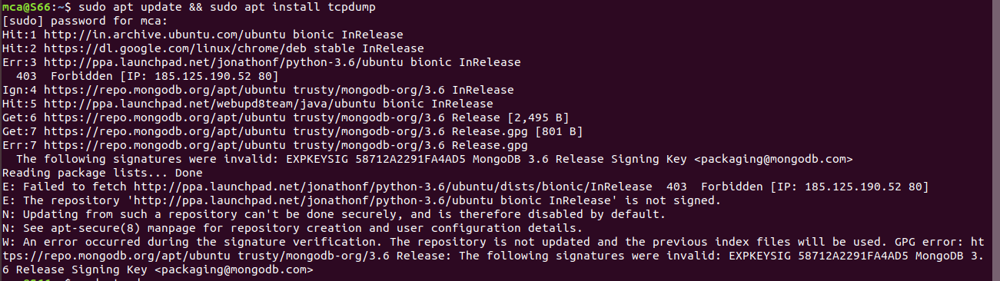 mca@S66:~$ sudo apt update && sudo apt install tcpdump
[sudo] password for mca:
Hit:1 http://in.archive.ubuntu.com/ubuntu bionic InRelease
Hit:2 https://dl.google.com/linux/chrome/deb stable InRelease
Err:3 http://ppa.launchpad.net/jonathonf/python-3.6/ubuntu bionic InRelease
  403  Forbidden [IP: 185.125.190.52 80]
Ign:4 https://repo.mongodb.org/apt/ubuntu trusty/mongodb-org/3.6 InRelease
Hit:5 http://ppa.launchpad.net/webupd8team/java/ubuntu bionic InRelease
Get:6 https://repo.mongodb.org/apt/ubuntu trusty/mongodb-org/3.6 Release [2,495 B]
Get:7 https://repo.mongodb.org/apt/ubuntu trusty/mongodb-org/3.6 Release.gpg [801 B]
Err:7 https://repo.mongodb.org/apt/ubuntu trusty/mongodb-org/3.6 Release.gpg
  The following signatures were invalid: EXPKEYSIG 58712A2291FA4AD5 MongoDB 3.6 Release Signing Key <packaging@mongodb.com>
Reading package lists... Done
E: Failed to fetch http://ppa.launchpad.net/jonathonf/python-3.6/ubuntu/dists/bionic/InRelease  403  Forbidden [IP: 185.125.190.52 80]
E: The repository 'http://ppa.launchpad.net/jonathonf/python-3.6/ubuntu bionic InRelease' is not signed.
N: Updating from such a repository can't be done securely, and is therefore disabled by default.
N: See apt-secure(8) manpage for repository creation and user configuration details.
W: An error occurred during the signature verification. The repository is not updated and the previous index files will be used. GPG error: ht
tps://repo.mongodb.org/apt/ubuntu trusty/mongodb-org/3.6 Release: The following signatures were invalid: EXPKEYSIG 58712A2291FA4AD5 MongoDB 3.
6 Release Signing Key <packaging@mongodb.com>